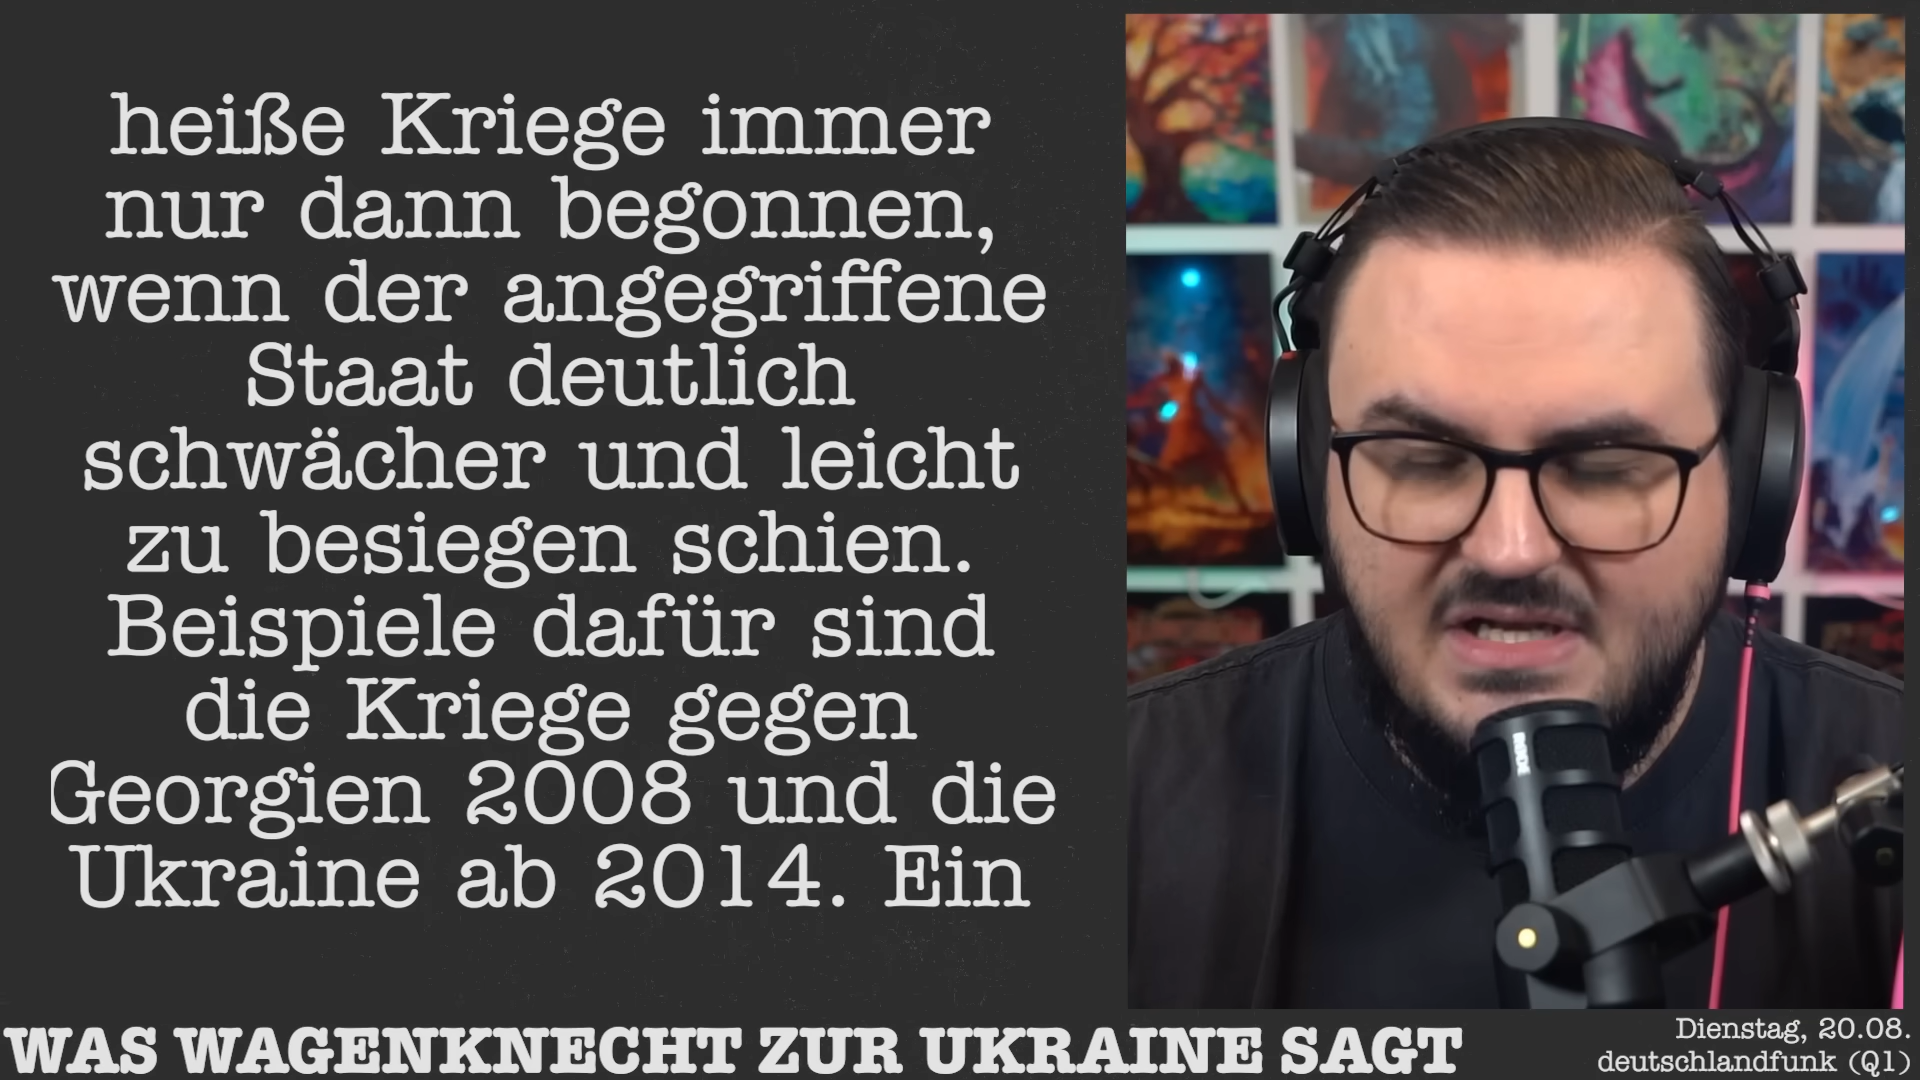 heiße Kriege immer
nur dann begonnen,
wenn der angegriffene
Staat deutlich
schwächer und leicht
zu besiegen schien.
Beispiele dafür sind
die Kriege gegen
Georgien 2008 und die
Ukraine ab 2014. Ein
RØDE
WAS WAGENKNECHT ZUR UKRAINE SAGT
Dienstag, 20.08.
deutschlandfunk (Q1)